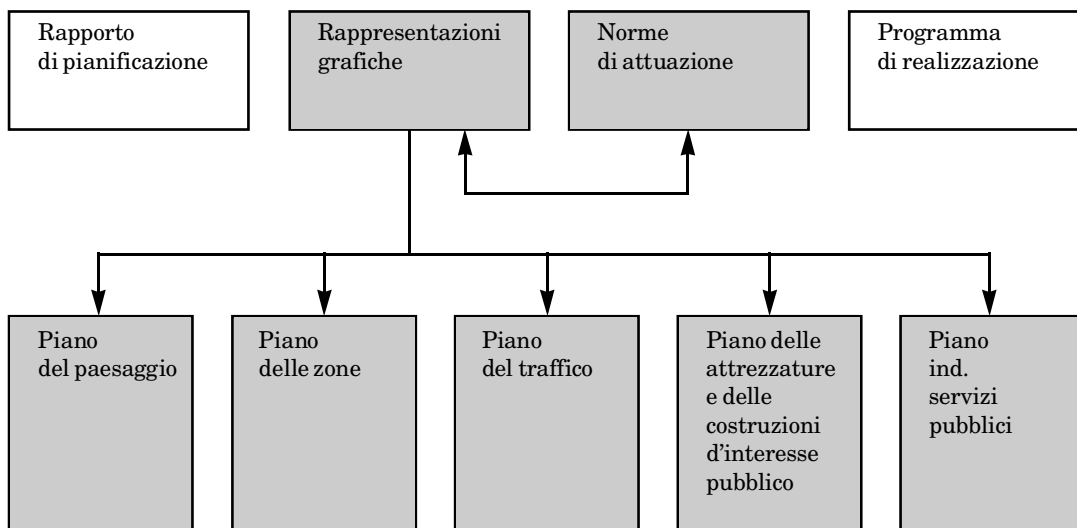 Rapporto
di pianificazione
Rappresentazioni
grafiche
Norme
di attuazione
Programma
di realizzazione
Piano
del paesaggio
Piano
delle zone
Piano
del traffico
Piano delle
attrezzature
e delle
costruzioni
d'interesse
pubblico
Piano
ind.
servizi
pubblici